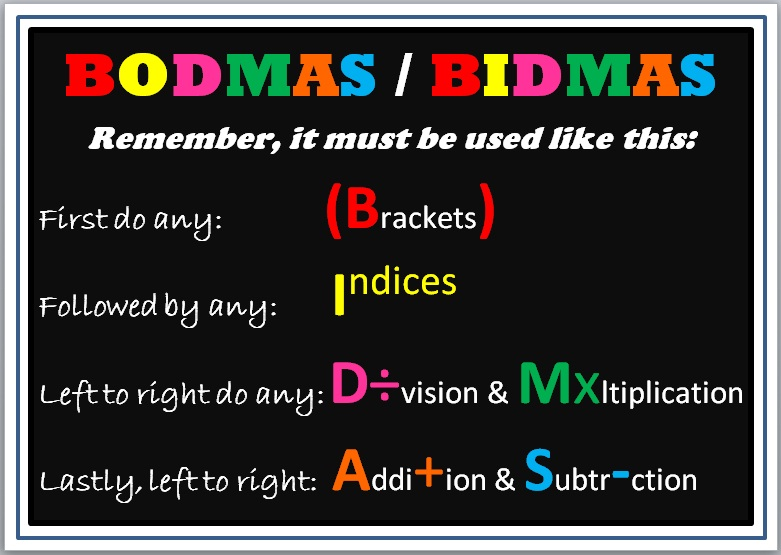 BODMAS / BIDMAS
Remember, it must be used like this:
First do any: (Brackets)
Followed by any: Indices
Left to right do any: D÷vision & Mxltiplication
Lastly, left to right: Addi+ion & Subtr-ction